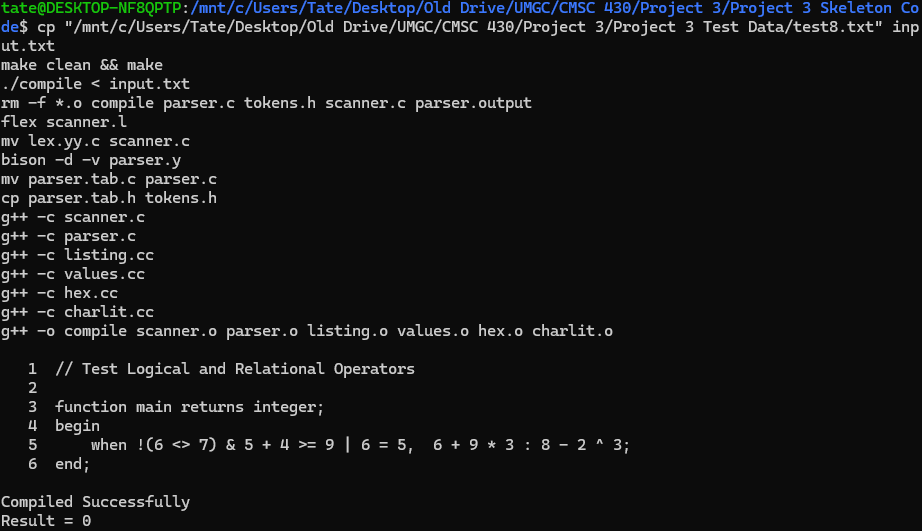 tate@DESKTOP-NF8QPTP:/mnt/c/Users/Tate/Desktop/Old Drive/UMGC/CMSC 430/Project 3/Project 3 Skeleton Co
de$ cp "/mnt/c/Users/Tate/Desktop/Old Drive/UMGC/CMSC 430/Project 3/Project 3 Test Data/test8.txt" inp
ut.txt
make clean && make
./compile < input.txt
rm -f *.o compile parser.c tokens.h scanner.c parser.output
flex scanner.l
mv lex.yy.c scanner.c
bison -d -v parser.y
mv parser.tab.c parser.c
cp parser.tab.h tokens.h
g++ -c scanner.c
g++ -c parser.c
g++ -c listing.cc
g++ -c values.cc
g++ -c hex.cc
g++ -c charlit.cc
g++ -o compile scanner.o parser.o listing.o values.o hex.o charlit.o
   1  // Test Logical and Relational Operators
   2
   3  function main returns integer;
   4  begin
   5      when !(6 <> 7) & 5 + 4 >= 9 | 6 = 5,  6 + 9 * 3 : 8 - 2 ^ 3;
   6  end;
Compiled Successfully
Result = 0